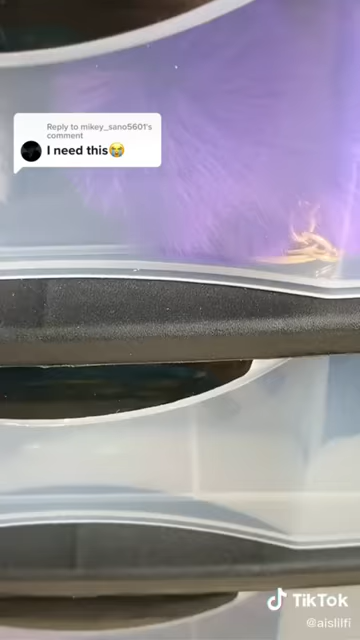 Reply to mikey_sano5601's
comment
I need this😭
TikTok
@aislilfi